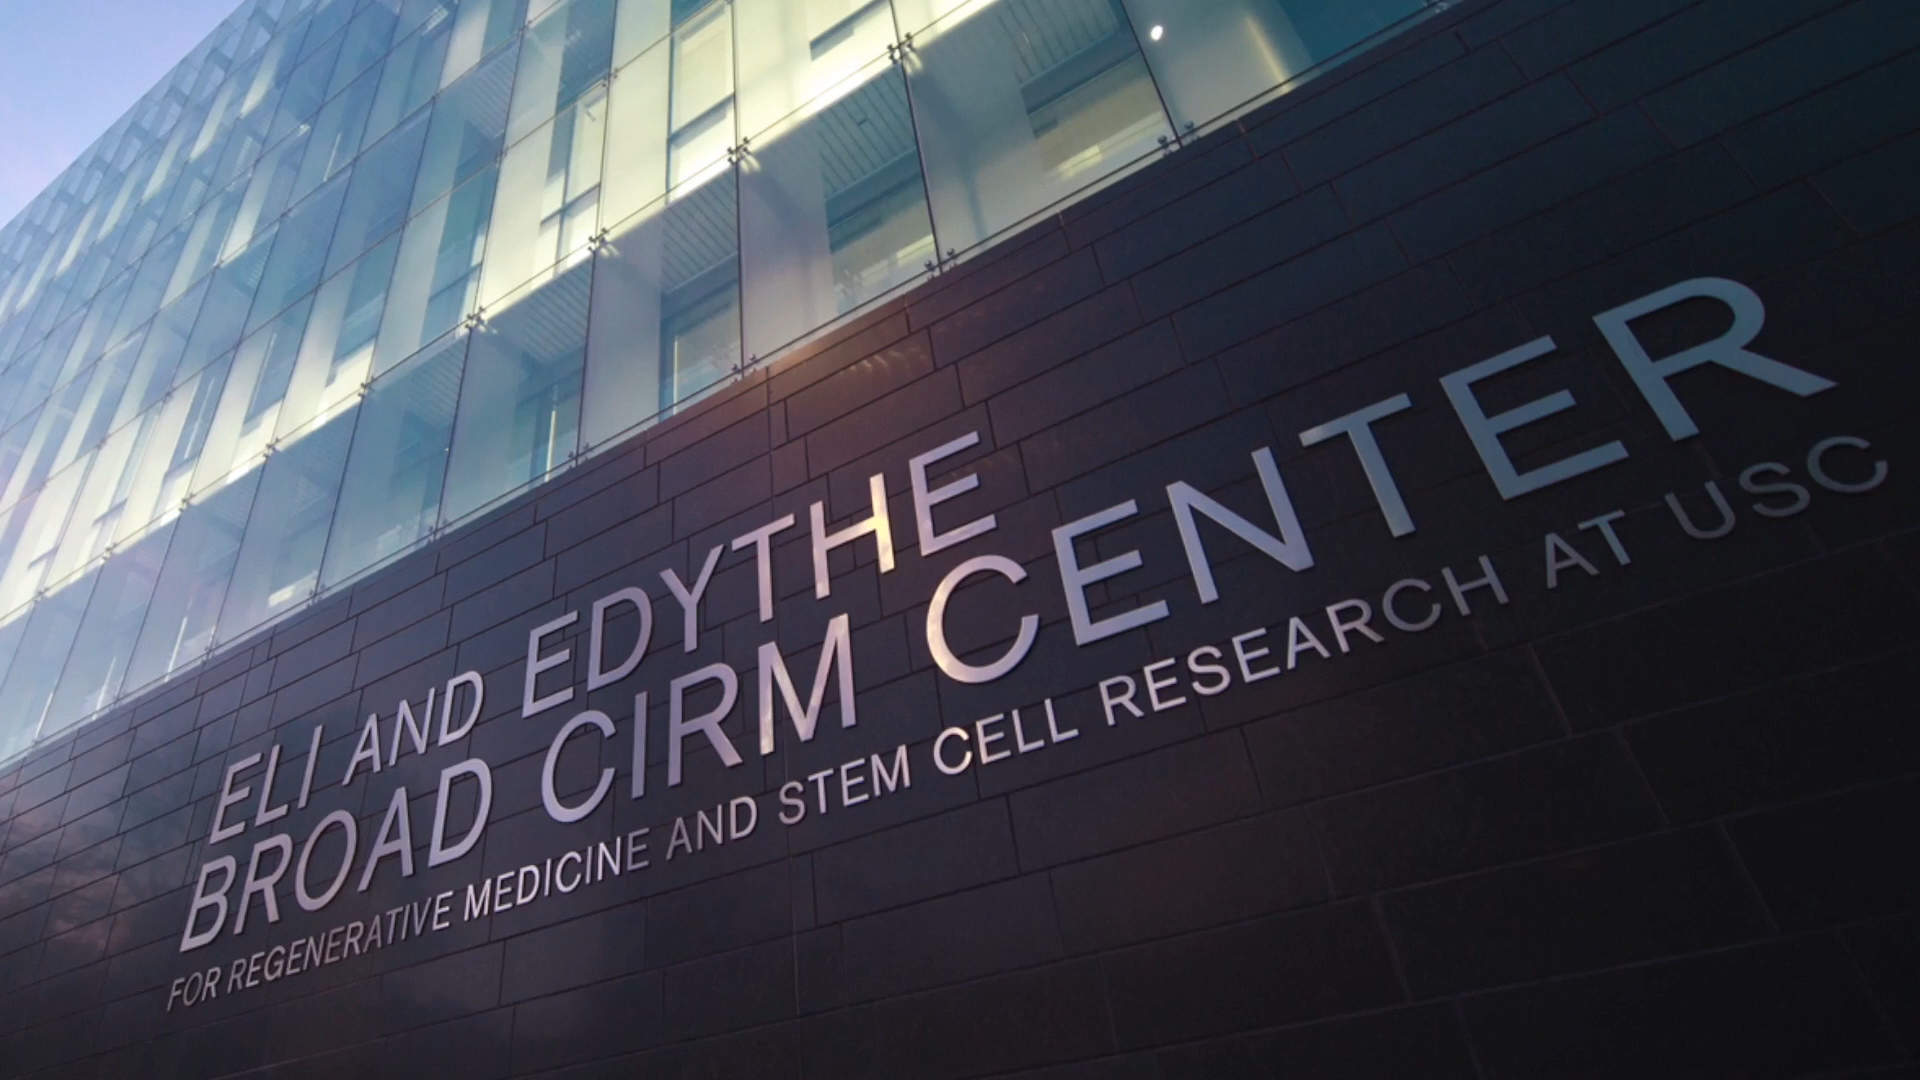 ELI AND EDYTHE
BROAD CIRM CENTER
FOR REGENERATIVE MEDICINE AND STEM CELL RESEARCH AT USC